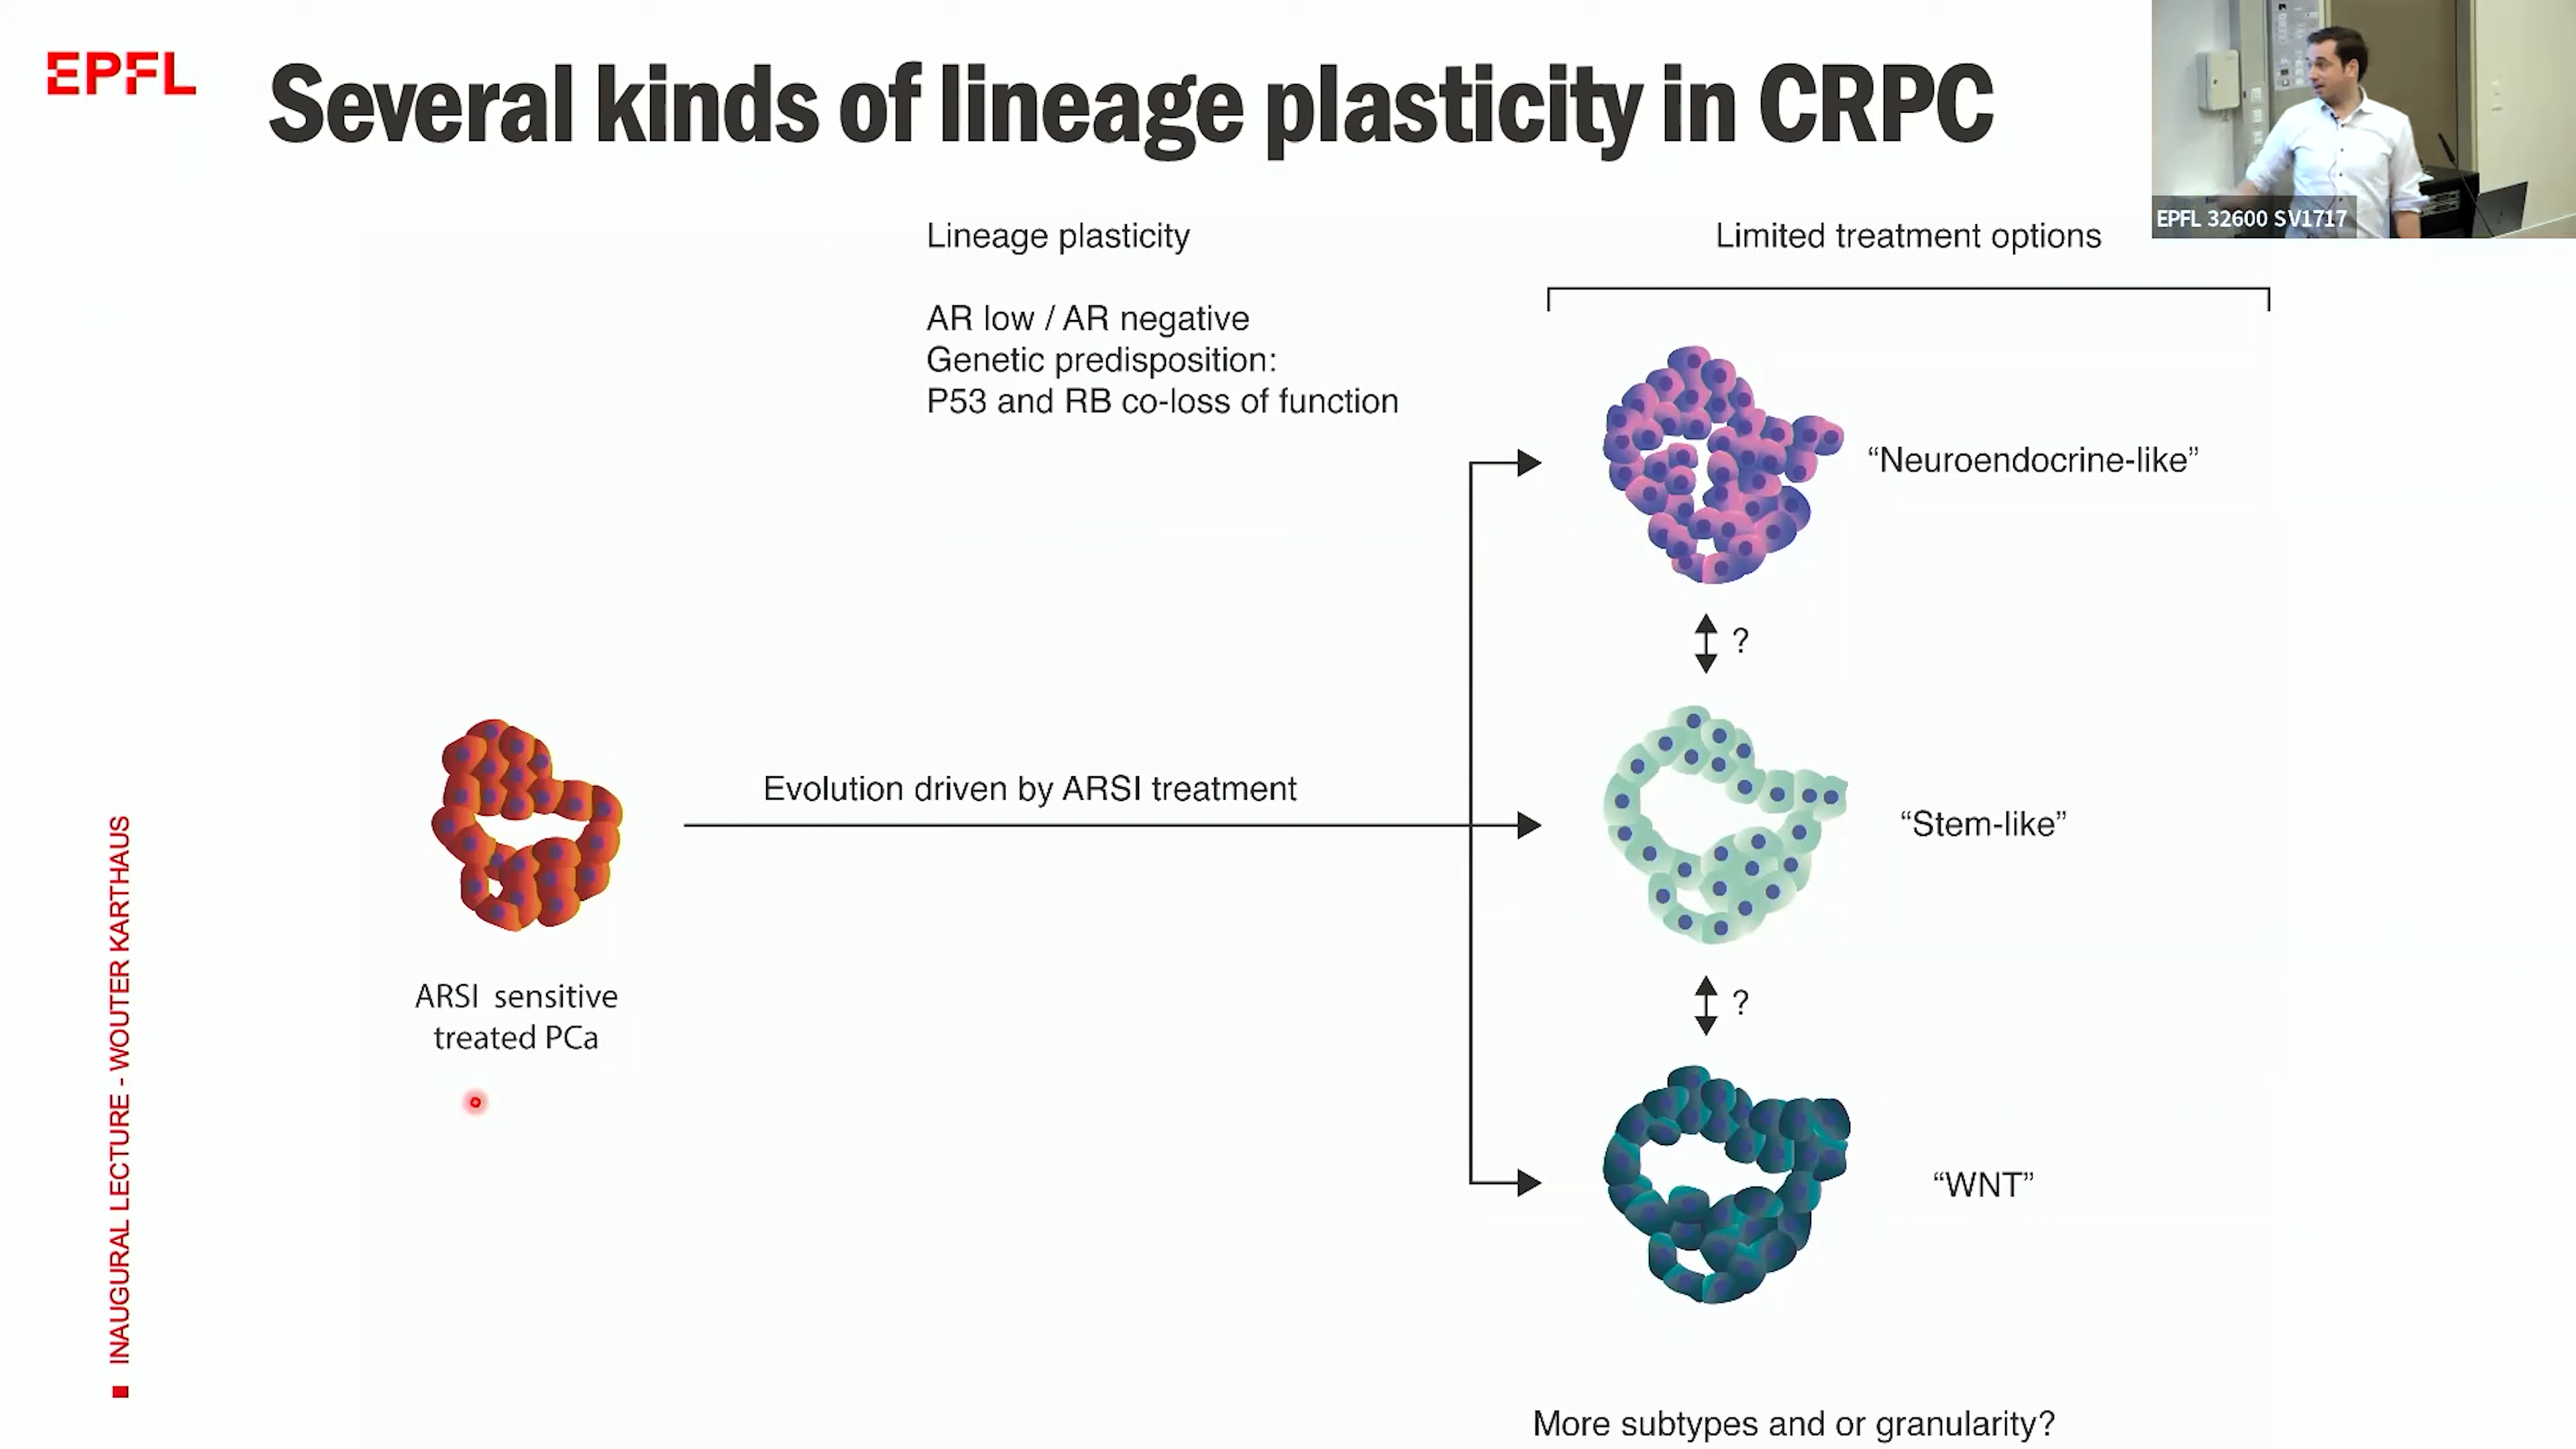 EPFL
Several kinds of lineage plasticity in CRPC
EPFL 32600 SV1717
Lineage plasticity
Limited treatment options
AR low / AR negative
Genetic predisposition:
P53 and RB co-loss of function
“Neuroendocrine-like”
?
Evolution driven by ARSI treatment
“Stem-like”
ARSI sensitive
treated PCa
?
“WNT”
More subtypes and or granularity?
INAUGURAL LECTURE - WOUTER KARTHAUS